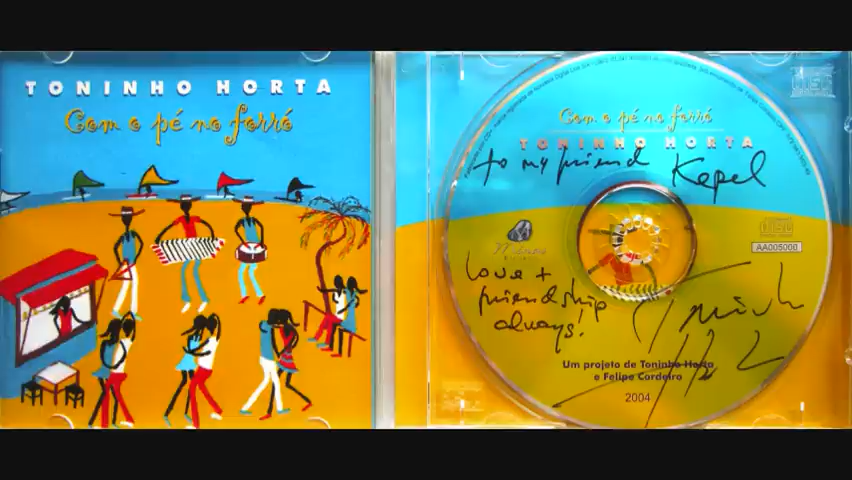 TONINHO HORTA
Com o pé no forró
Com o pé no forró
TONINHO HORTA
to my friend Kepel
AA005000
Love +
friendship
always!
Um projeto de Toninho Horta
e Felipe Cordeiro
2004